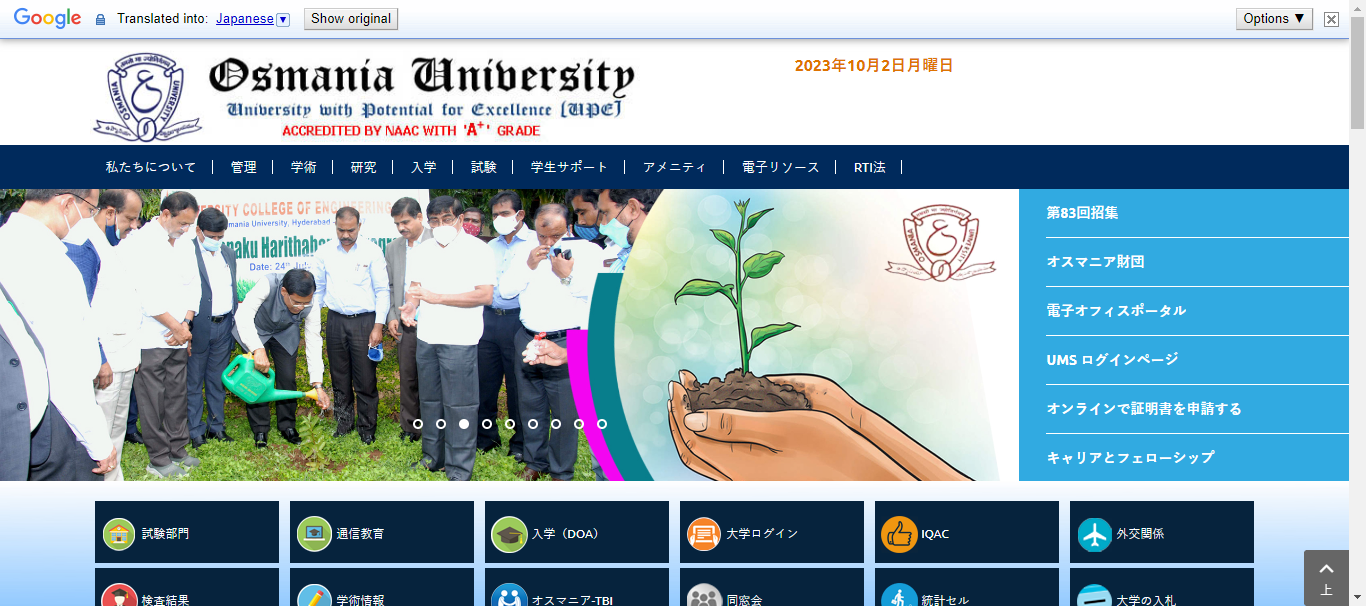 Google Translated into: Japanese Show original Options ▼
Osmania University
University with Potential for Excellence [UPE]
ACCREDITED BY NAAC WITH 'A+' GRADE
2023年10月2日月曜日
私たちについて 管理 学術 研究 入学 試験 学生サポート アメニティ 電子リソース RTI法
ERSITY COLLEGE OF ENGINEERING
mania University, Hyderabad
Date: 24th July
OSMANIA UNIVERSITY
第83回招集
オスマニア財団
電子オフィスポータル
UMS ログインページ
オンラインで証明書を申請する
キャリアとフェローシップ
試験部門 通信教育 入学（DOA） 大学ログイン IQAC 外交関係
検査結果 学術情報 オスマニア-TBI 同窓会 統計セル 大学の入札
上